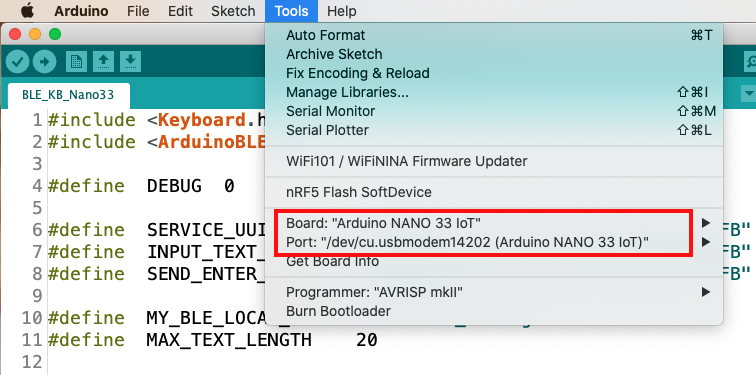 Arduino File Edit Sketch Tools Help
Auto Format ⌘T
Archive Sketch
Fix Encoding & Reload
Manage Libraries... ⇧⌘I
Serial Monitor ⇧⌘M
Serial Plotter ⇧⌘L
WiFi101 / WiFiNINA Firmware Updater
nRF5 Flash SoftDevice
Board: "Arduino NANO 33 IoT"
Port: "/dev/cu.usbmodem14202 (Arduino NANO 33 IoT)"
Get Board Info
Programmer: "AVRISP mkII"
Burn Bootloader
BLE_KB_Nano33
1 #include <Keyboard.h
2 #include <ArduinoBLE
3
4 #define DEBUG 0
5
6 #define SERVICE_UUI FB"
7 #define INPUT_TEXT_ FB"
8 #define SEND_ENTER_ FB"
9
10 #define MY_BLE_LOCA_
11 #define MAX_TEXT_LENGTH 20
12